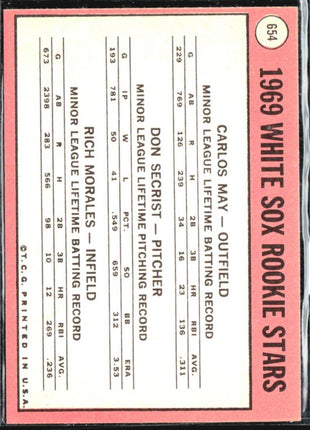 654
1969 WHITE SOX ROOKIE STARS
CARLOS MAY — OUTFIELD
MINOR LEAGUE LIFETIME BATTING RECORD
G AB R H 2B 3B HR RBI AVG.
229 769 126 239 34 16 23 136 .311
DON SECRIST — PITCHER
MINOR LEAGUE LIFETIME PITCHING RECORD
G IP W L PCT. SO BB ERA
193 781 50 41 .549 659 312 3.53
RICH MORALES — INFIELD
MINOR LEAGUE LIFETIME BATTING RECORD
G AB R H 2B 3B HR RBI AVG.
673 2398 283 566 98 10 12 269 .236
©T.C.G. PRINTED IN U.S.A.